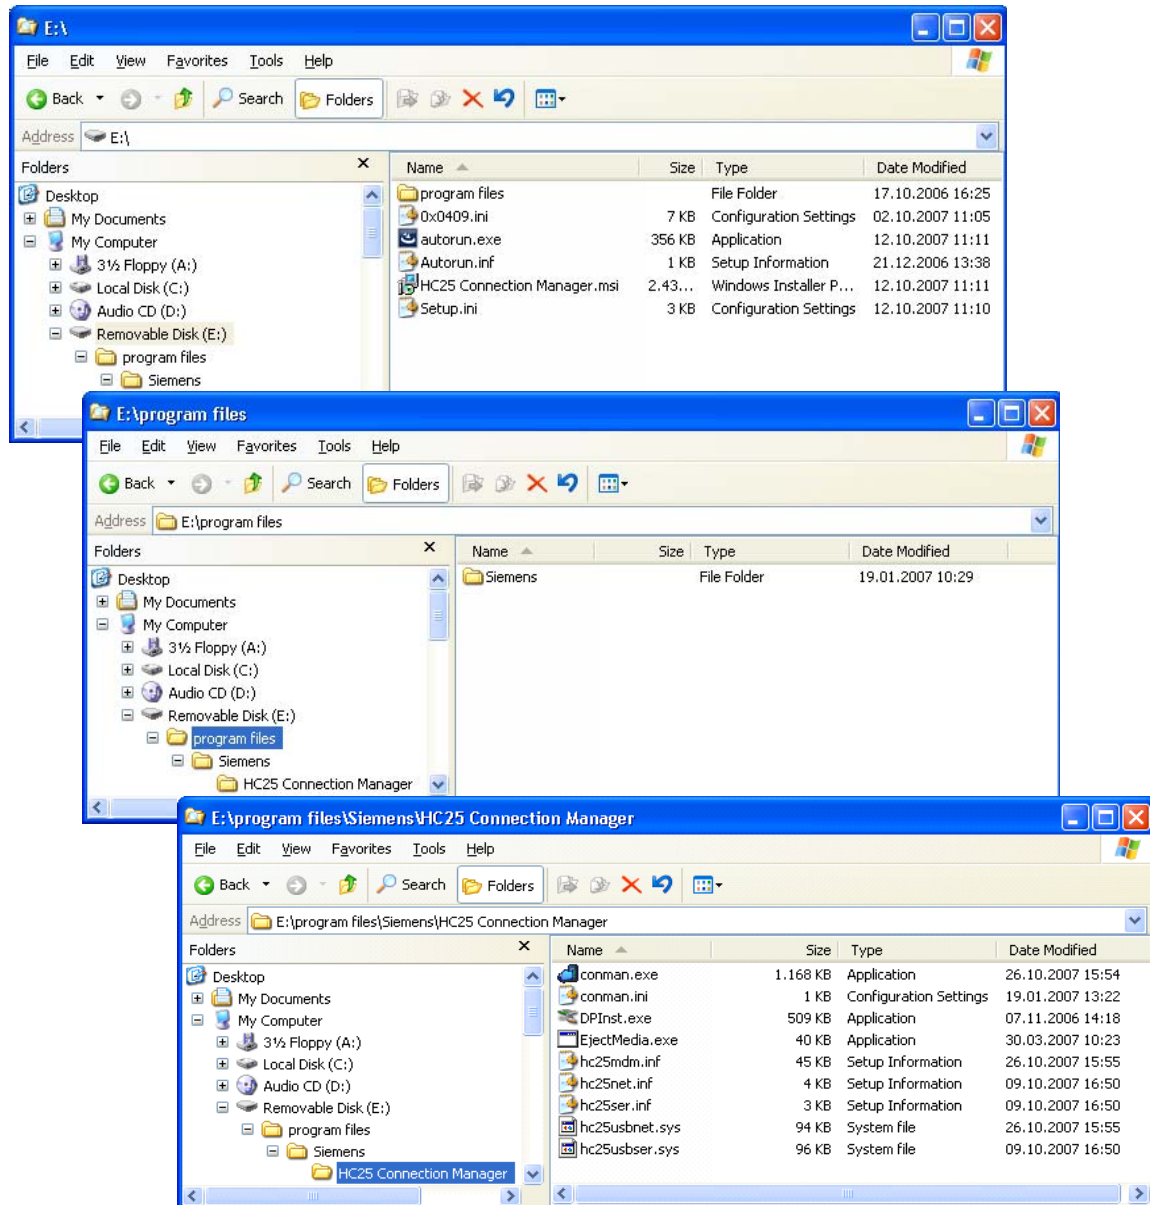 E:\
File Edit View Favorites Tools Help
Back Search Folders
Address E:\
Folders Name Size Type Date Modified
Desktop program files File Folder 17.10.2006 16:25
My Documents 0x0409.ini 7 KB Configuration Settings 02.10.2007 11:05
My Computer autorun.exe 356 KB Application 12.10.2007 11:11
3½ Floppy (A:) Autorun.inf 1 KB Setup Information 21.12.2006 13:38
Local Disk (C:) HC25 Connection Manager.msi 2.43... Windows Installer P... 12.10.2007 11:11
Audio CD (D:) Setup.ini 3 KB Configuration Settings 12.10.2007 11:10
Removable Disk (E:)
program files
Siemens
E:\program files
File Edit View Favorites Tools Help
Back Search Folders
Address E:\program files
Folders Name Size Type Date Modified
Desktop Siemens File Folder 19.01.2007 10:29
My Documents
My Computer
3½ Floppy (A:)
Local Disk (C:)
Audio CD (D:)
Removable Disk (E:)
program files
Siemens
HC25 Connection Manager
E:\program files\Siemens\HC25 Connection Manager
File Edit View Favorites Tools Help
Back Search Folders
Address E:\program files\Siemens\HC25 Connection Manager
Folders Name Size Type Date Modified
Desktop conman.exe 1.168 KB Application 26.10.2007 15:54
My Documents conman.ini 1 KB Configuration Settings 19.01.2007 13:22
My Computer DPInst.exe 509 KB Application 07.11.2006 14:18
3½ Floppy (A:) EjectMedia.exe 40 KB Application 30.03.2007 10:23
Local Disk (C:) hc25mdm.inf 45 KB Setup Information 26.10.2007 15:55
Audio CD (D:) hc25net.inf 4 KB Setup Information 09.10.2007 16:50
Removable Disk (E:) hc25ser.inf 3 KB Setup Information 09.10.2007 16:50
program files hc25usbnet.sys 94 KB System file 26.10.2007 15:55
Siemens hc25usbser.sys 96 KB System file 09.10.2007 16:50
HC25 Connection Manager